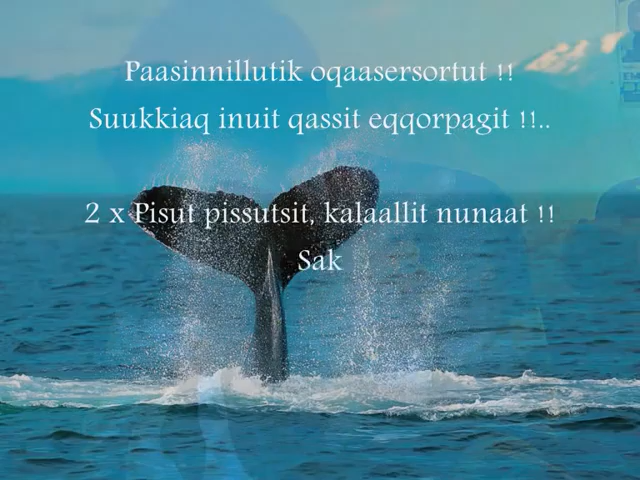 Paasinnillutik oqaasersortut !!
Suukkiaq inuit qassit eqqorpagit !!..
2 x Pisut pissutsit, kalaallit nunaat !!
Sak